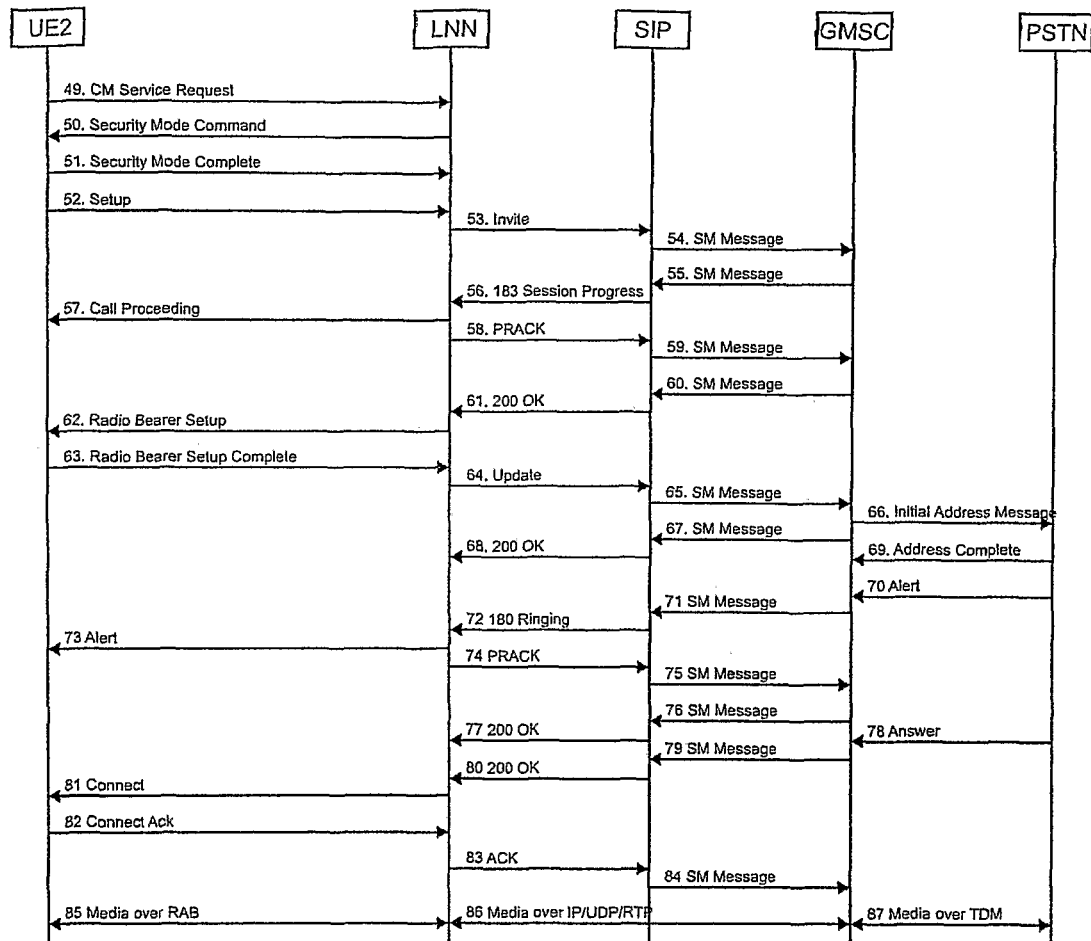 UE2
LNN
SIP
GMSC
PSTN
49. CM Service Request
50. Security Mode Command
51. Security Mode Complete
52. Setup
53. Invite
54. SM Message
55. SM Message
56. 183 Session Progress
57. Call Proceeding
58. PRACK
59. SM Message
60. SM Message
61. 200 OK
62. Radio Bearer Setup
63. Radio Bearer Setup Complete
64. Update
65. SM Message
66. Initial Address Message
67. SM Message
68. 200 OK
69. Address Complete
70 Alert
71 SM Message
72 180 Ringing
73 Alert
74 PRACK
75 SM Message
76 SM Message
77 200 OK
78 Answer
79 SM Message
80 200 OK
81 Connect
82 Connect Ack
83 ACK
84 SM Message
85 Media over RAB
86 Media over IP/UDP/RTP
87 Media over TDM